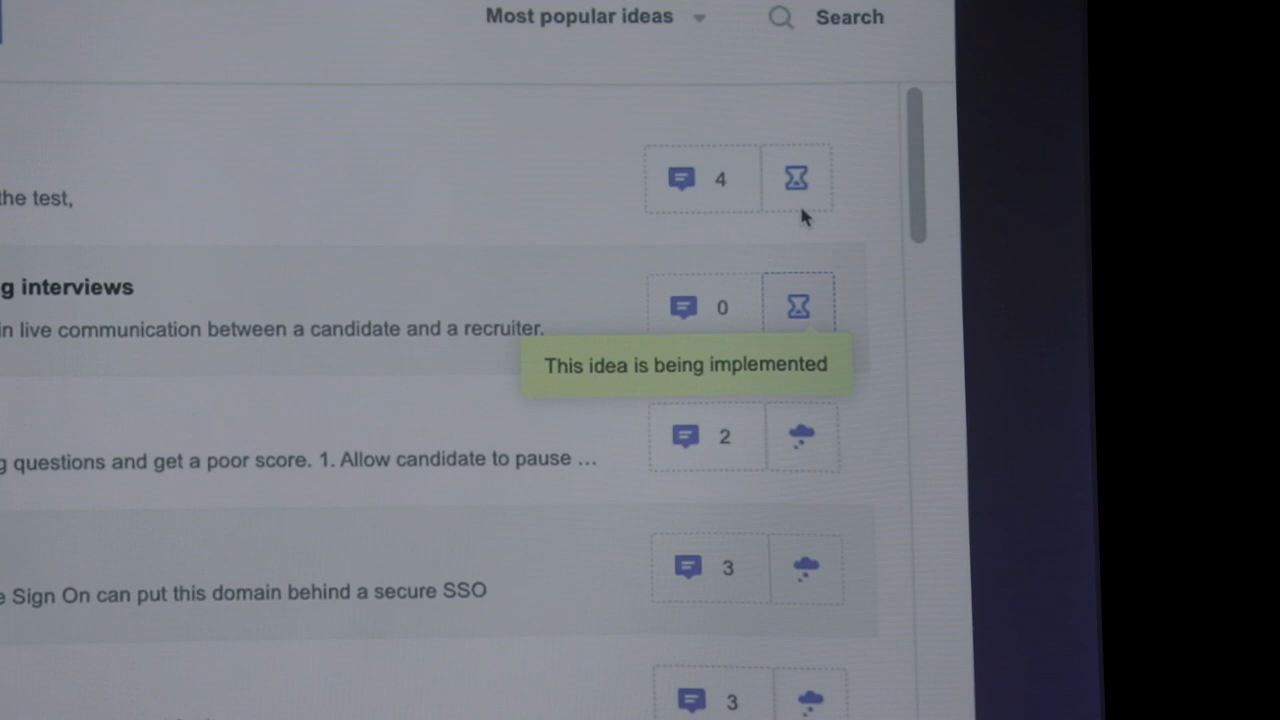 Most popular ideas
Search
the test,
4
g interviews
in live communication between a candidate and a recruiter.
0
This idea is being implemented
g questions and get a poor score. 1. Allow candidate to pause ...
2
e Sign On can put this domain behind a secure SSO
3
3